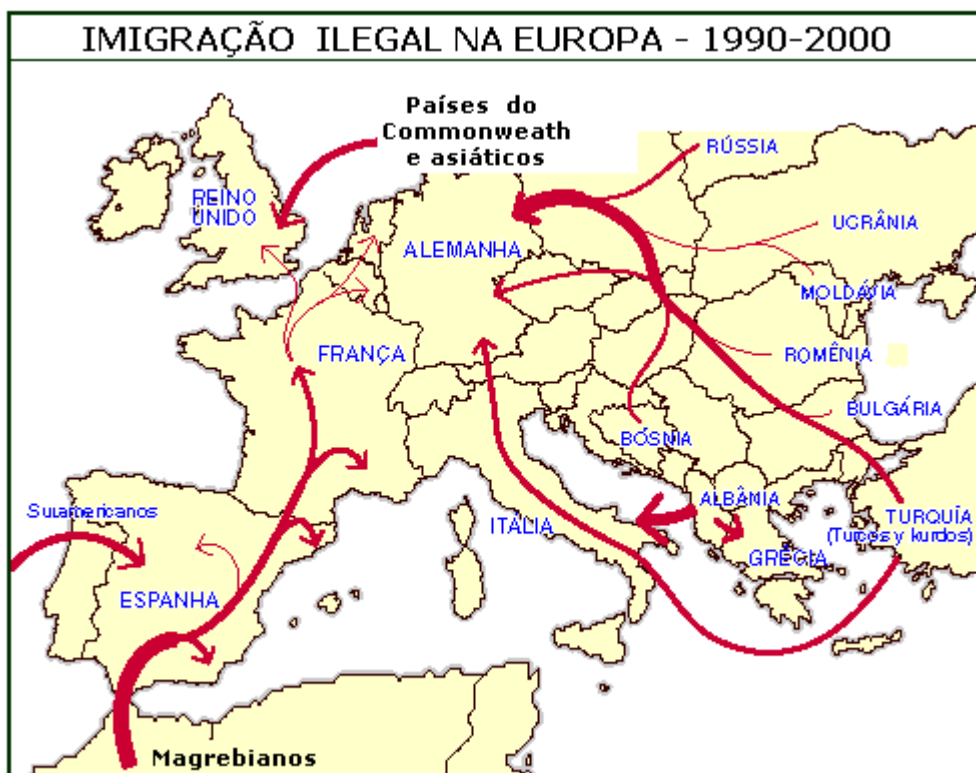 IMIGRAÇÃO ILEGAL NA EUROPA - 1990-2000
Países do
Commonweath
e asiáticos
RÚSSIA
REINO
UNIDO
UCRÂNIA
ALEMANHA
MOLDÁVIA
FRANÇA
ROMÊNIA
BULGÁRIA
BÓSNIA
ALBÂNIA
Suramericanos
ITÁLIA
TURQUÍA
(Turcos y kurdos)
GRÉCIA
ESPANHA
Magrebianos